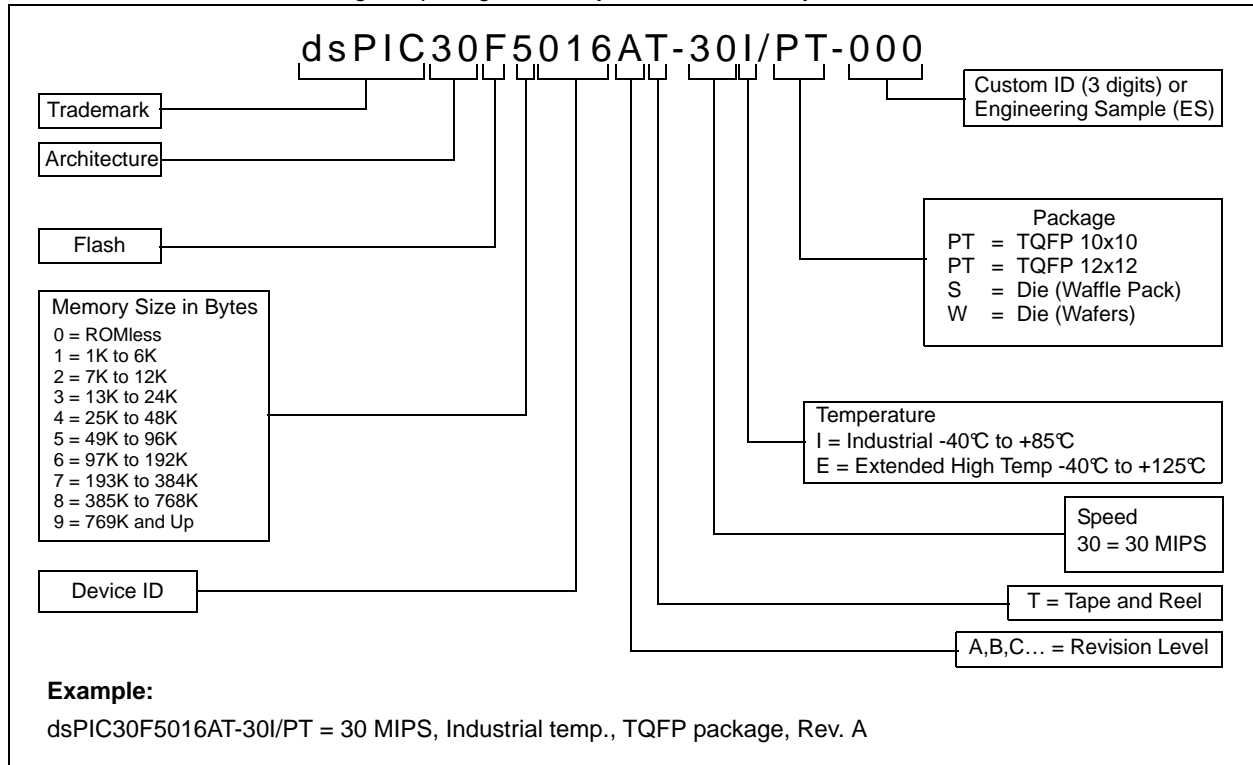 dsPIC30F5016AT-30I/PT-000
Trademark
Architecture
Flash
Memory Size in Bytes
0 = ROMless
1 = 1K to 6K
2 = 7K to 12K
3 = 13K to 24K
4 = 25K to 48K
5 = 49K to 96K
6 = 97K to 192K
7 = 193K to 384K
8 = 385K to 768K
9 = 769K and Up
Device ID
Custom ID (3 digits) or
Engineering Sample (ES)
Package
PT = TQFP 10x10
PT = TQFP 12x12
S = Die (Waffle Pack)
W = Die (Wafers)
Temperature
I = Industrial -40°C to +85°C
E = Extended High Temp -40°C to +125°C
Speed
30 = 30 MIPS
T = Tape and Reel
A,B,C… = Revision Level
Example:
dsPIC30F5016AT-30I/PT = 30 MIPS, Industrial temp., TQFP package, Rev. A